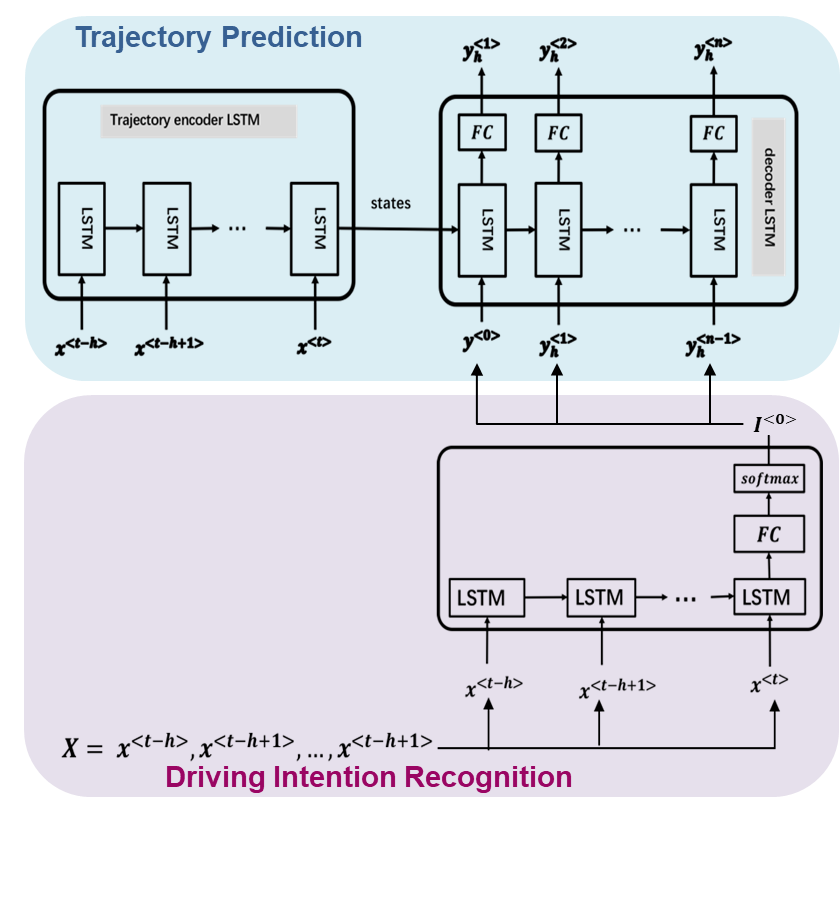 Trajectory Prediction
y_h^<1> y_h^<2> y_h^<n>
Trajectory encoder LSTM
FC FC FC
decoder LSTM
LSTM LSTM ... LSTM
states
LSTM LSTM ... LSTM
x^<t−h> x^<t−h+1> x^<t>
y^<0> y_h^<1> y_h^<n−1>
I^<0>
softmax
FC
LSTM LSTM ... LSTM
x^<t−h> x^<t−h+1> x^<t>
X = x^<t−h>, x^<t−h+1>, ..., x^<t−h+1>
Driving Intention Recognition